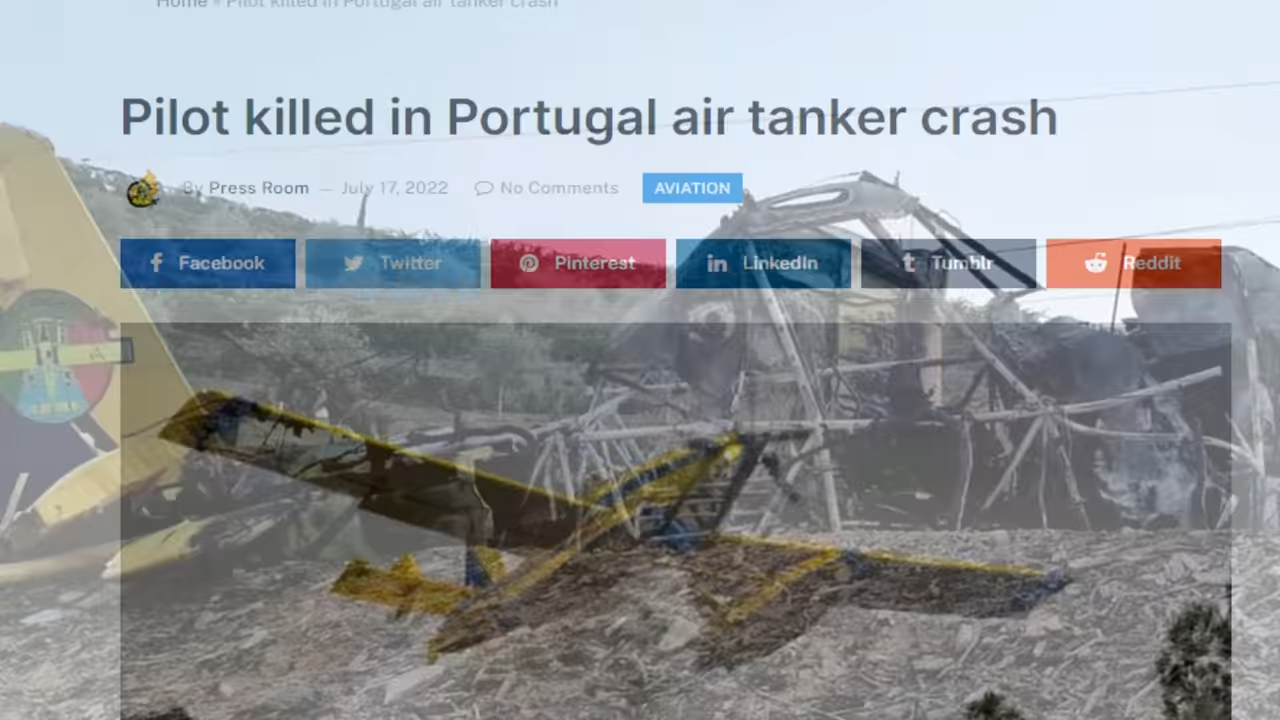 Home » Pilot killed in Portugal air tanker crash
Pilot killed in Portugal air tanker crash
By Press Room — July 17, 2022 No Comments AVIATION
Facebook Twitter Pinterest LinkedIn Tumblr Reddit